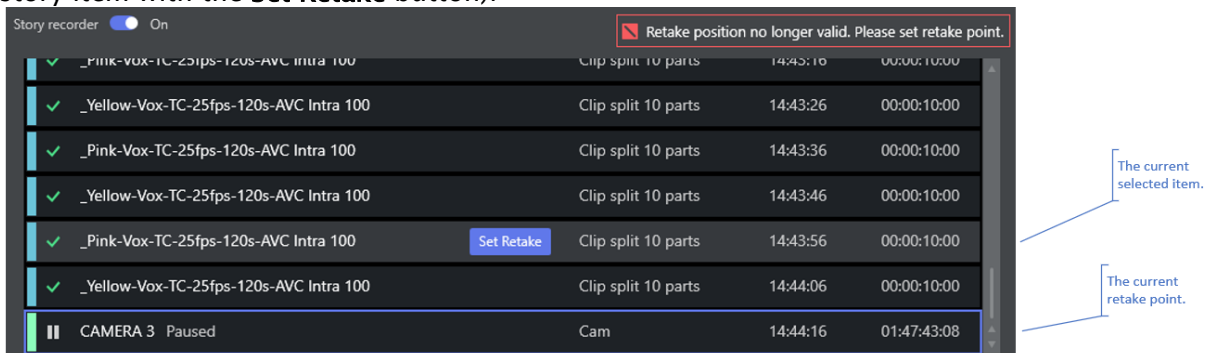 story item with the Set Retake button).
Story recorder On
Retake position no longer valid. Please set retake point.
_Pink-Vox-TC-25fps-120s-AVC Intra 100 Clip split 10 parts 14:43:16 00:00:10:00
_Yellow-Vox-TC-25fps-120s-AVC Intra 100 Clip split 10 parts 14:43:26 00:00:10:00
_Pink-Vox-TC-25fps-120s-AVC Intra 100 Clip split 10 parts 14:43:36 00:00:10:00
_Yellow-Vox-TC-25fps-120s-AVC Intra 100 Clip split 10 parts 14:43:46 00:00:10:00
_Pink-Vox-TC-25fps-120s-AVC Intra 100 Set Retake Clip split 10 parts 14:43:56 00:00:10:00
_Yellow-Vox-TC-25fps-120s-AVC Intra 100 Clip split 10 parts 14:44:06 00:00:10:00
CAMERA 3 Paused Cam 14:44:16 01:47:43:08
The current
selected item.
The current
retake point.